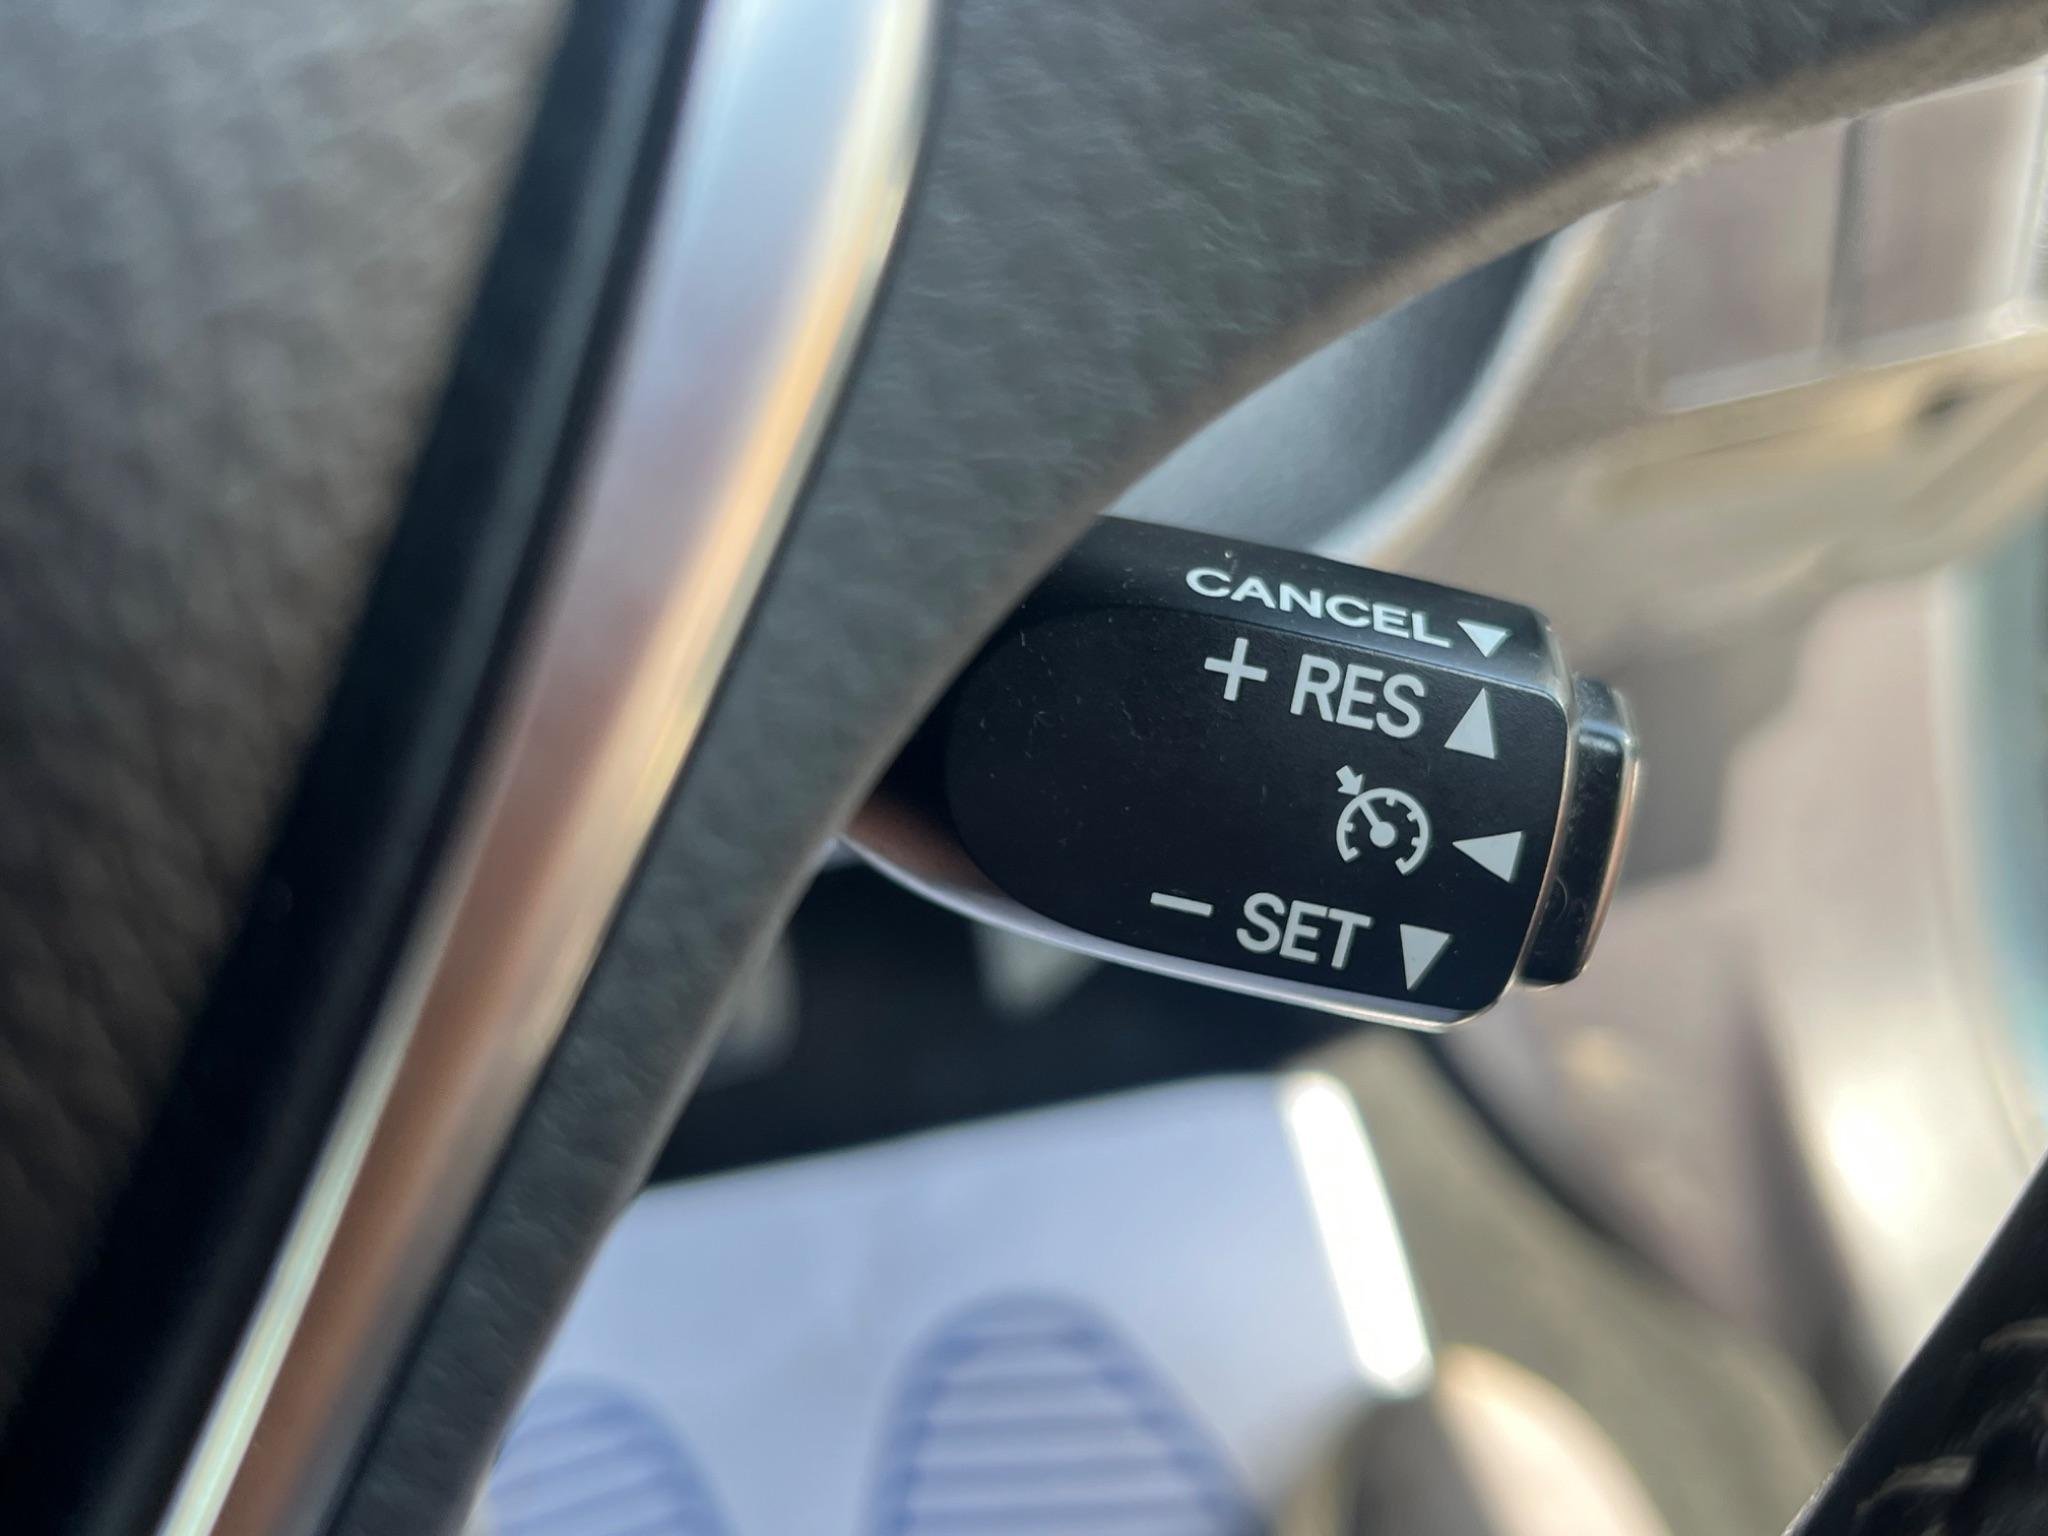 CANCEL
+ RES
- SET